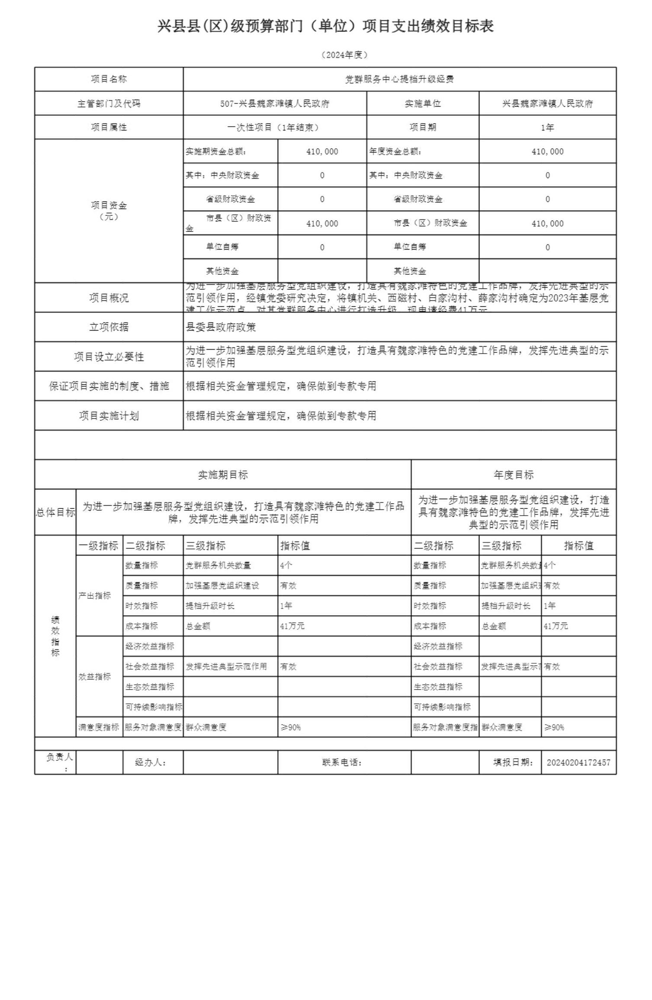 兴县县(区)级预算部门（单位）项目支出绩效目标表
（2024年度）
项目名称 党群服务中心提档升级经费
主管部门及代码 507-兴县魏家滩镇人民政府 实施单位 兴县魏家滩镇人民政府
项目属性 一次性项目（1年结束） 项目期 1年
项目资金
（元）
实施期资金总额： 410,000 年度资金总额： 410,000
其中：中央财政资金 0 其中：中央财政资金 0
省级财政资金 0 省级财政资金 0
市县（区）财政资
金 410,000 市县（区）财政资金 410,000
单位自筹 0 单位自筹 0
其他资金 其他资金
项目概况
为进一步加强基层服务型党组织建设，打造具有魏家滩特色的党建工作品牌，发挥先进典型的示
范引领作用，经镇党委研究决定，将镇机关、西磁村、白家沟村、薛家沟村确定为2023年基层党
建工作示范点，对其党群服务中心进行打造升级，现申请经费41万元
立项依据 县委县政府政策
项目设立必要性
为进一步加强基层服务型党组织建设，打造具有魏家滩特色的党建工作品牌，发挥先进典型的示
范引领作用
保证项目实施的制度、措施 根据相关资金管理规定，确保做到专款专用
项目实施计划 根据相关资金管理规定，确保做到专款专用
实施期目标 年度目标
总体目标
为进一步加强基层服务型党组织建设，打造具有魏家滩特色的党建工作品
牌，发挥先进典型的示范引领作用
为进一步加强基层服务型党组织建设，打造
具有魏家滩特色的党建工作品牌，发挥先进
典型的示范引领作用
绩
效
指
标
一级指标 二级指标 三级指标 指标值 二级指标 三级指标 指标值
产出指标
数量指标 党群服务机关数量 4个 数量指标 党群服务机关数 4个
质量指标 加强基层党组织建设 有效 质量指标 加强基层党组织 有效
时效指标 提档升级时长 1年 时效指标 提档升级时长 1年
成本指标 总金额 41万元 成本指标 总金额 41万元
效益指标
经济效益指标 经济效益指标
社会效益指标 发挥先进典型示范作用 有效 社会效益指标 发挥先进典型示 有效
生态效益指标 生态效益指标
可持续影响指标 可持续影响指标
满意度指标 服务对象满意度 群众满意度 ≥90% 服务对象满意度指 群众满意度 ≥90%
负责人
： 经办人： 联系电话： 填报日期： 20240204172457